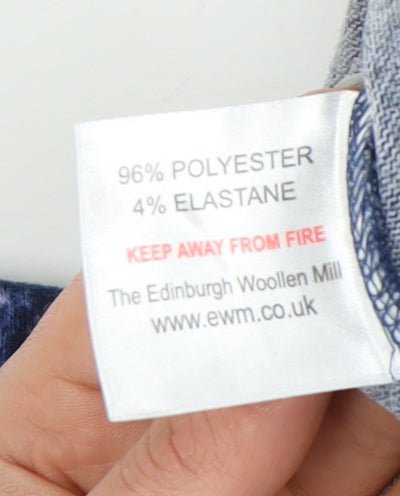 96% POLYESTER
4% ELASTANE
KEEP AWAY FROM FIRE
The Edinburgh Woollen Mill
www.ewm.co.uk